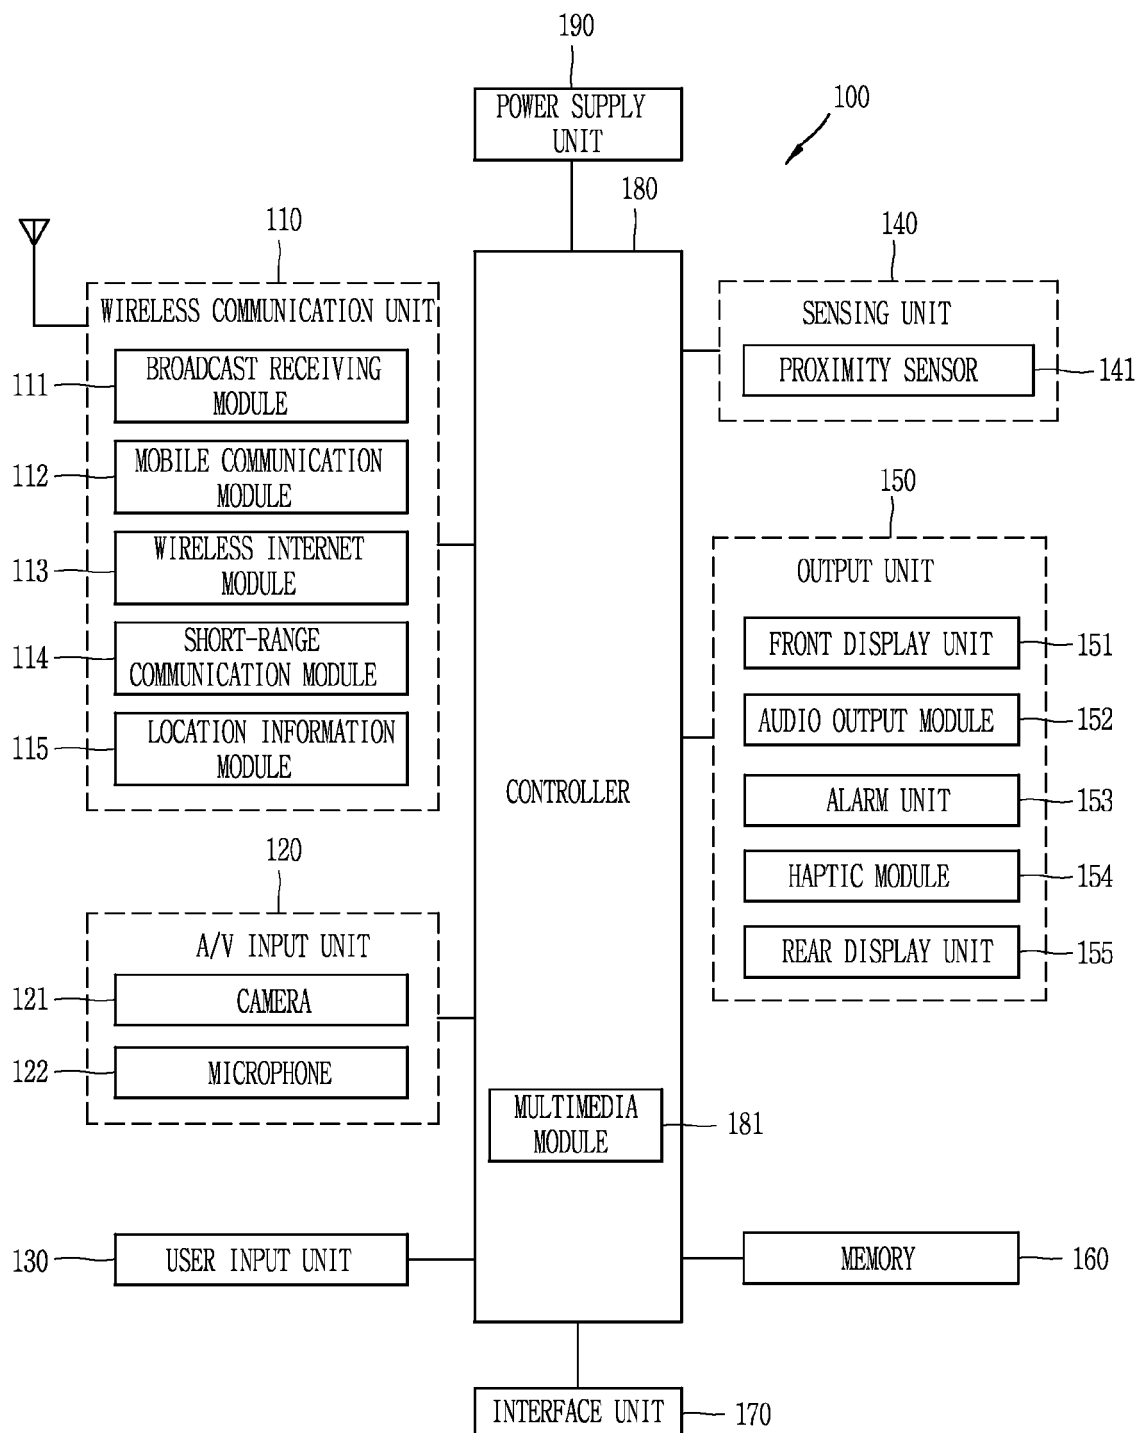 190
POWER SUPPLY
UNIT
100
180
110
WIRELESS COMMUNICATION UNIT
111
BROADCAST RECEIVING
MODULE
112
MOBILE COMMUNICATION
MODULE
113
WIRELESS INTERNET
MODULE
114
SHORT-RANGE
COMMUNICATION MODULE
115
LOCATION INFORMATION
MODULE
120
A/V INPUT UNIT
121
CAMERA
122
MICROPHONE
130
USER INPUT UNIT
CONTROLLER
MULTIMEDIA
MODULE
181
140
SENSING UNIT
PROXIMITY SENSOR
141
150
OUTPUT UNIT
FRONT DISPLAY UNIT
151
AUDIO OUTPUT MODULE
152
ALARM UNIT
153
HAPTIC MODULE
154
REAR DISPLAY UNIT
155
MEMORY
160
INTERFACE UNIT
170